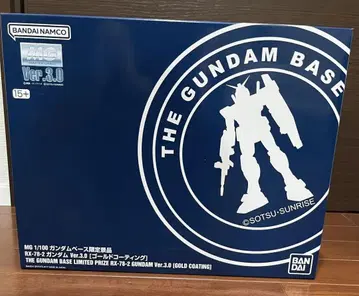 BANDAI NAMCO
MG
Ver.3.0
15+
THE GUNDAM BASE
©SOTSU・SUNRISE
MG 1/100 ガンダムベース限定景品
RX-78-2 ガンダム Ver.3.0 [ゴールドコーティング]
THE GUNDAM BASE LIMITED PRIZE RX-78-2 GUNDAM Ver.3.0 [GOLD COATING]
BAN
DAI